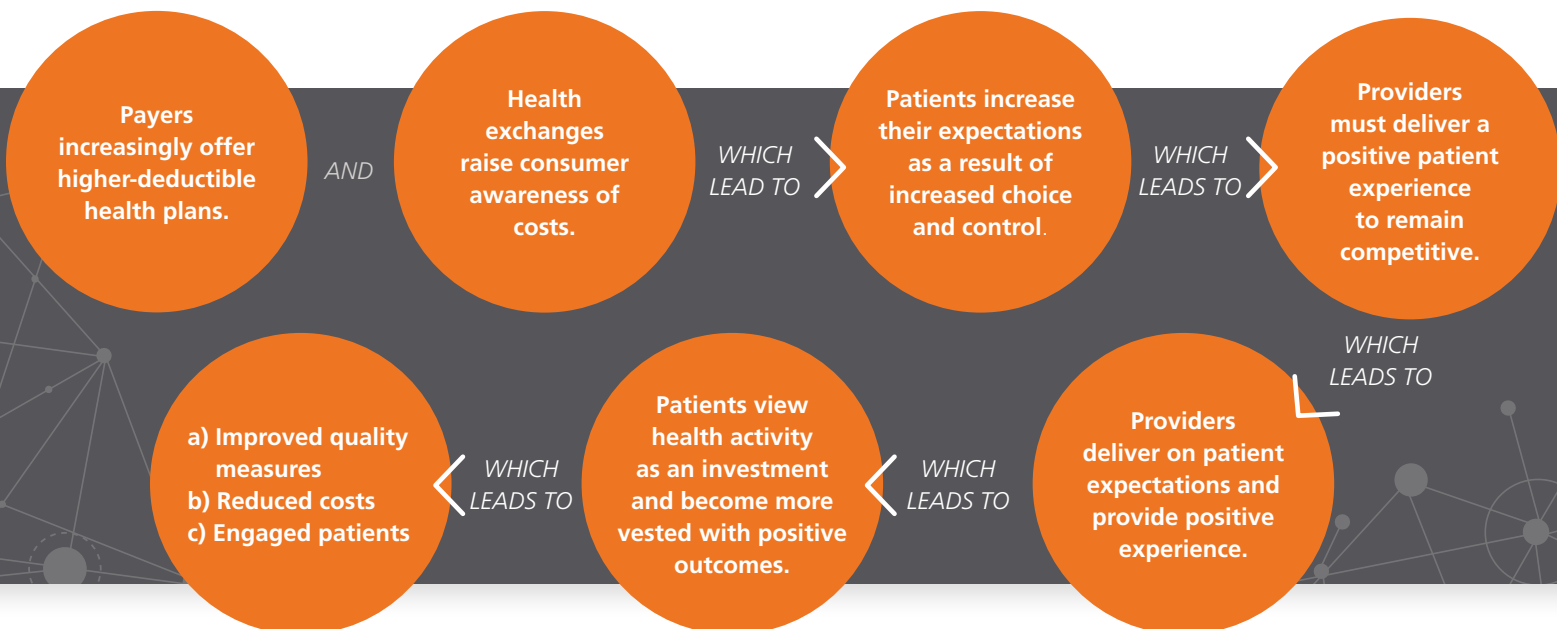 Payers
increasingly offer
higher-deductible
health plans.
AND
Health
exchanges
raise consumer
awareness of
costs.
WHICH
LEAD TO
Patients increase
their expectations
as a result of
increased choice
and control.
WHICH
LEADS TO
Providers
must deliver a
positive patient
experience
to remain
competitive.
WHICH
LEADS TO
Providers
deliver on patient
expectations and
provide positive
experience.
WHICH
LEADS TO
Patients view
health activity
as an investment
and become more
vested with positive
outcomes.
WHICH
LEADS TO
a) Improved quality
measures
b) Reduced costs
c) Engaged patients